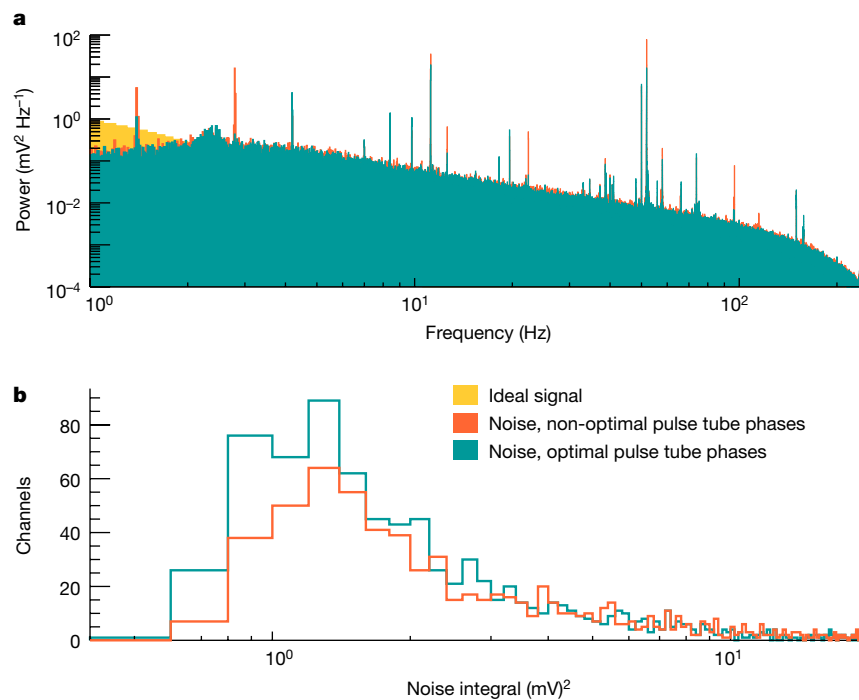 a
10²
10⁰
10⁻²
10⁻⁴
Power (mV² Hz⁻¹)
10⁰
10¹
10²
Frequency (Hz)
b
80
60
40
20
0
Channels
Ideal signal
Noise, non-optimal pulse tube phases
Noise, optimal pulse tube phases
10⁰
10¹
Noise integral (mV)²